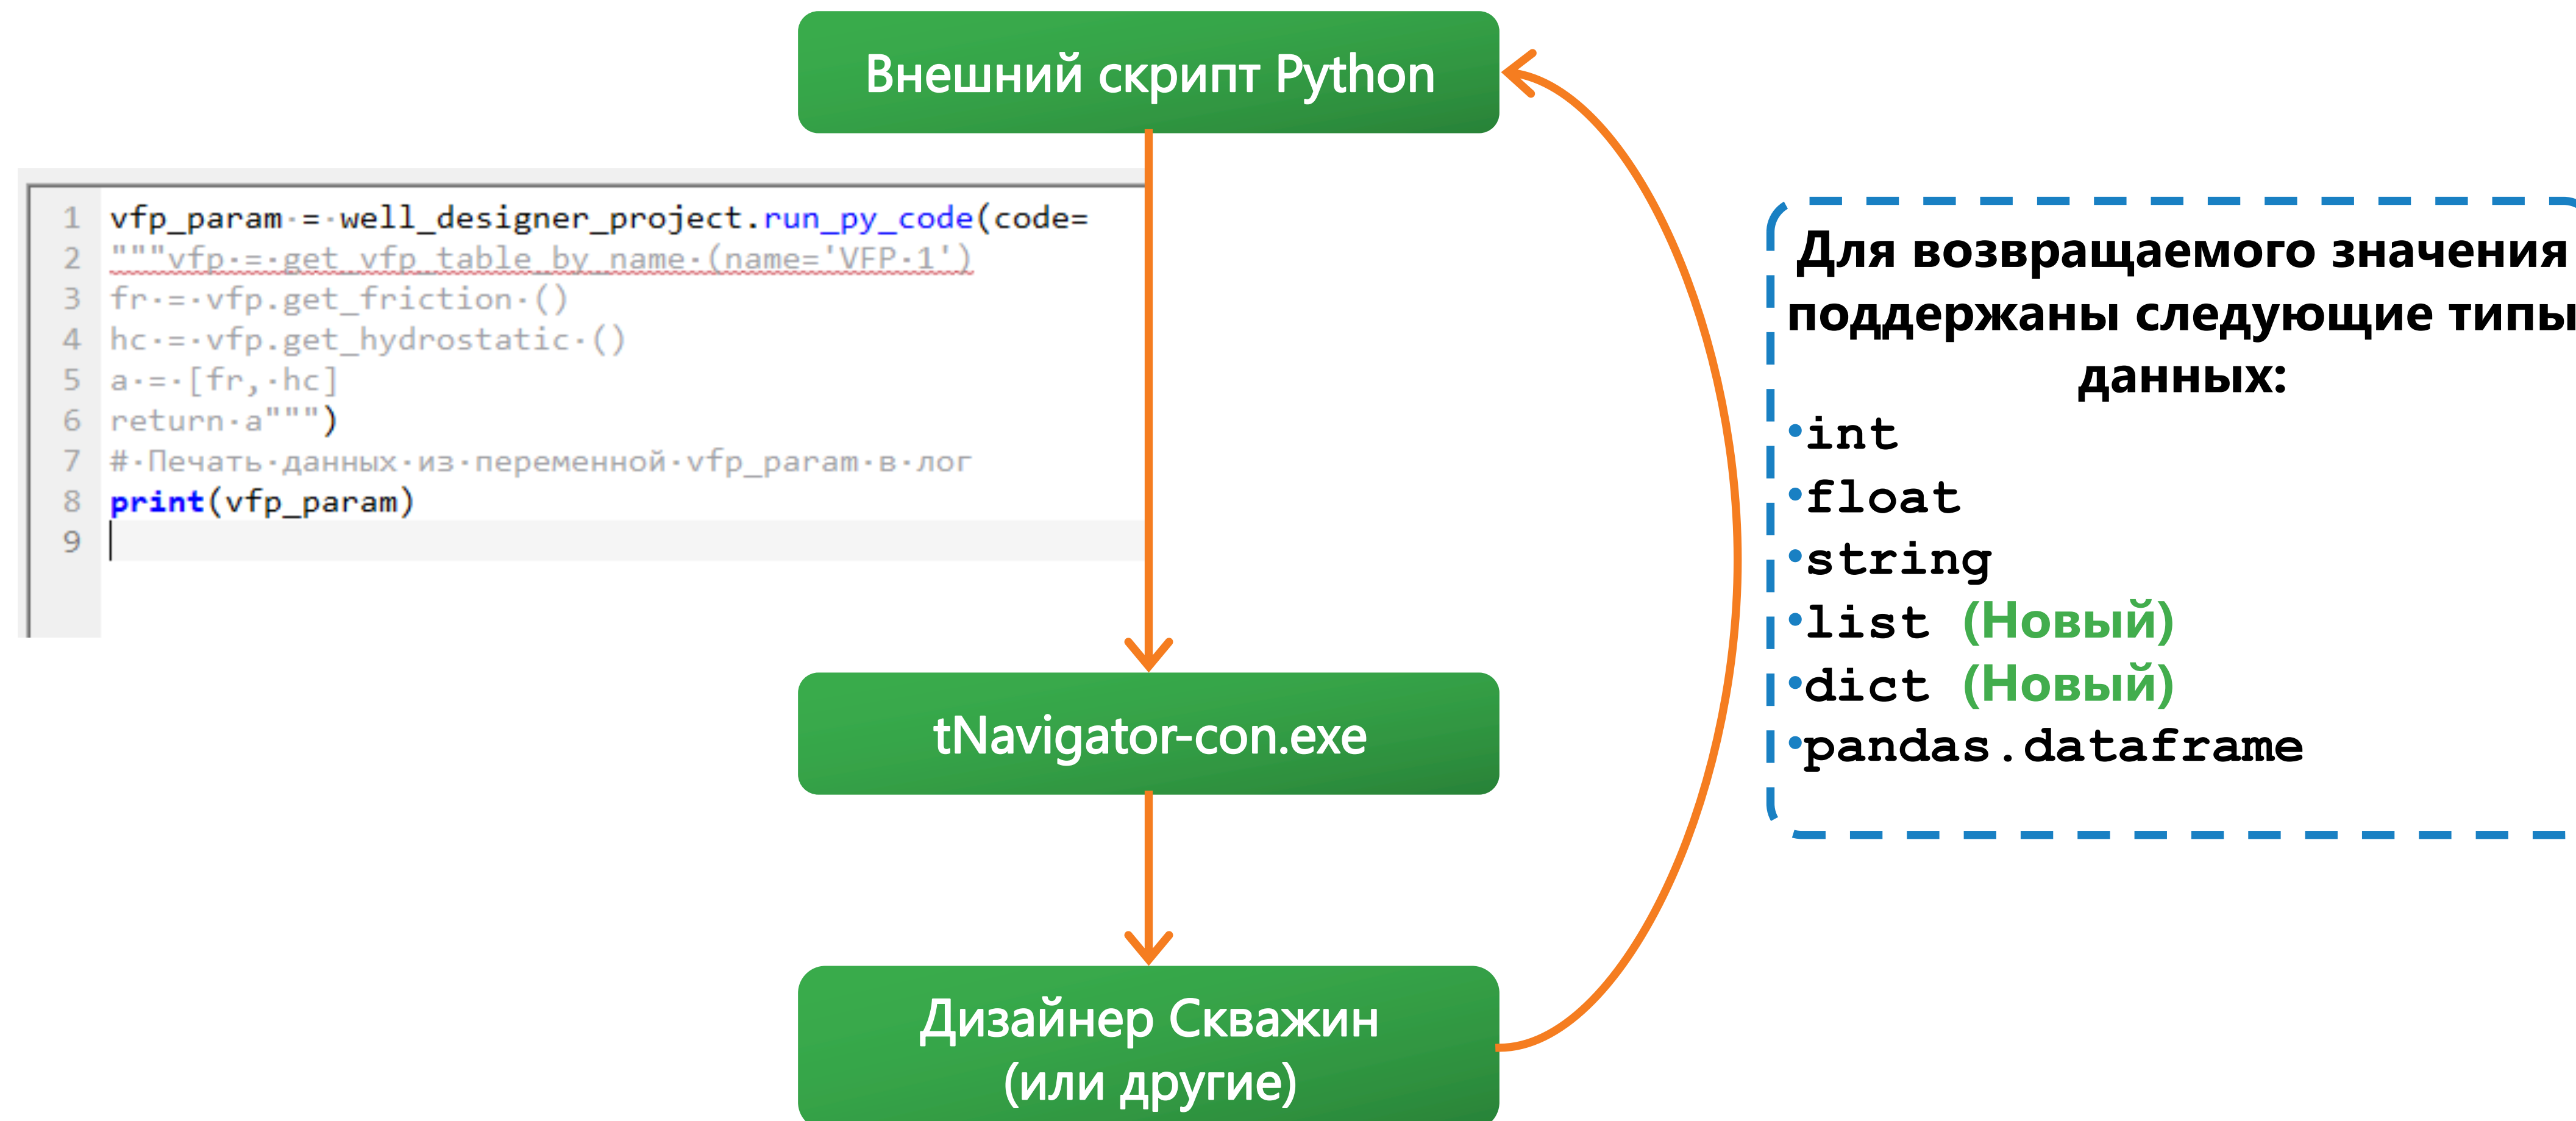 Внешний скрипт Python
1 vfp_param·=·well_designer_project.run_py_code(code=
2 """vfp·=·get_vfp_table_by_name·(name='VFP·1')
3 fr·=·vfp.get_friction·()
4 hc·=·vfp.get_hydrostatic·()
5 a·=·[fr,·hc]
6 return·a""")
7 #·Печать·данных·из·переменной·vfp_param·в·лог
8 print(vfp_param)
9
tNavigator-con.exe
Дизайнер Скважин
(или другие)
Для возвращаемого значения
поддержаны следующие типы
данных:
•int
•float
•string
•list (Новый)
•dict (Новый)
•pandas.dataframe